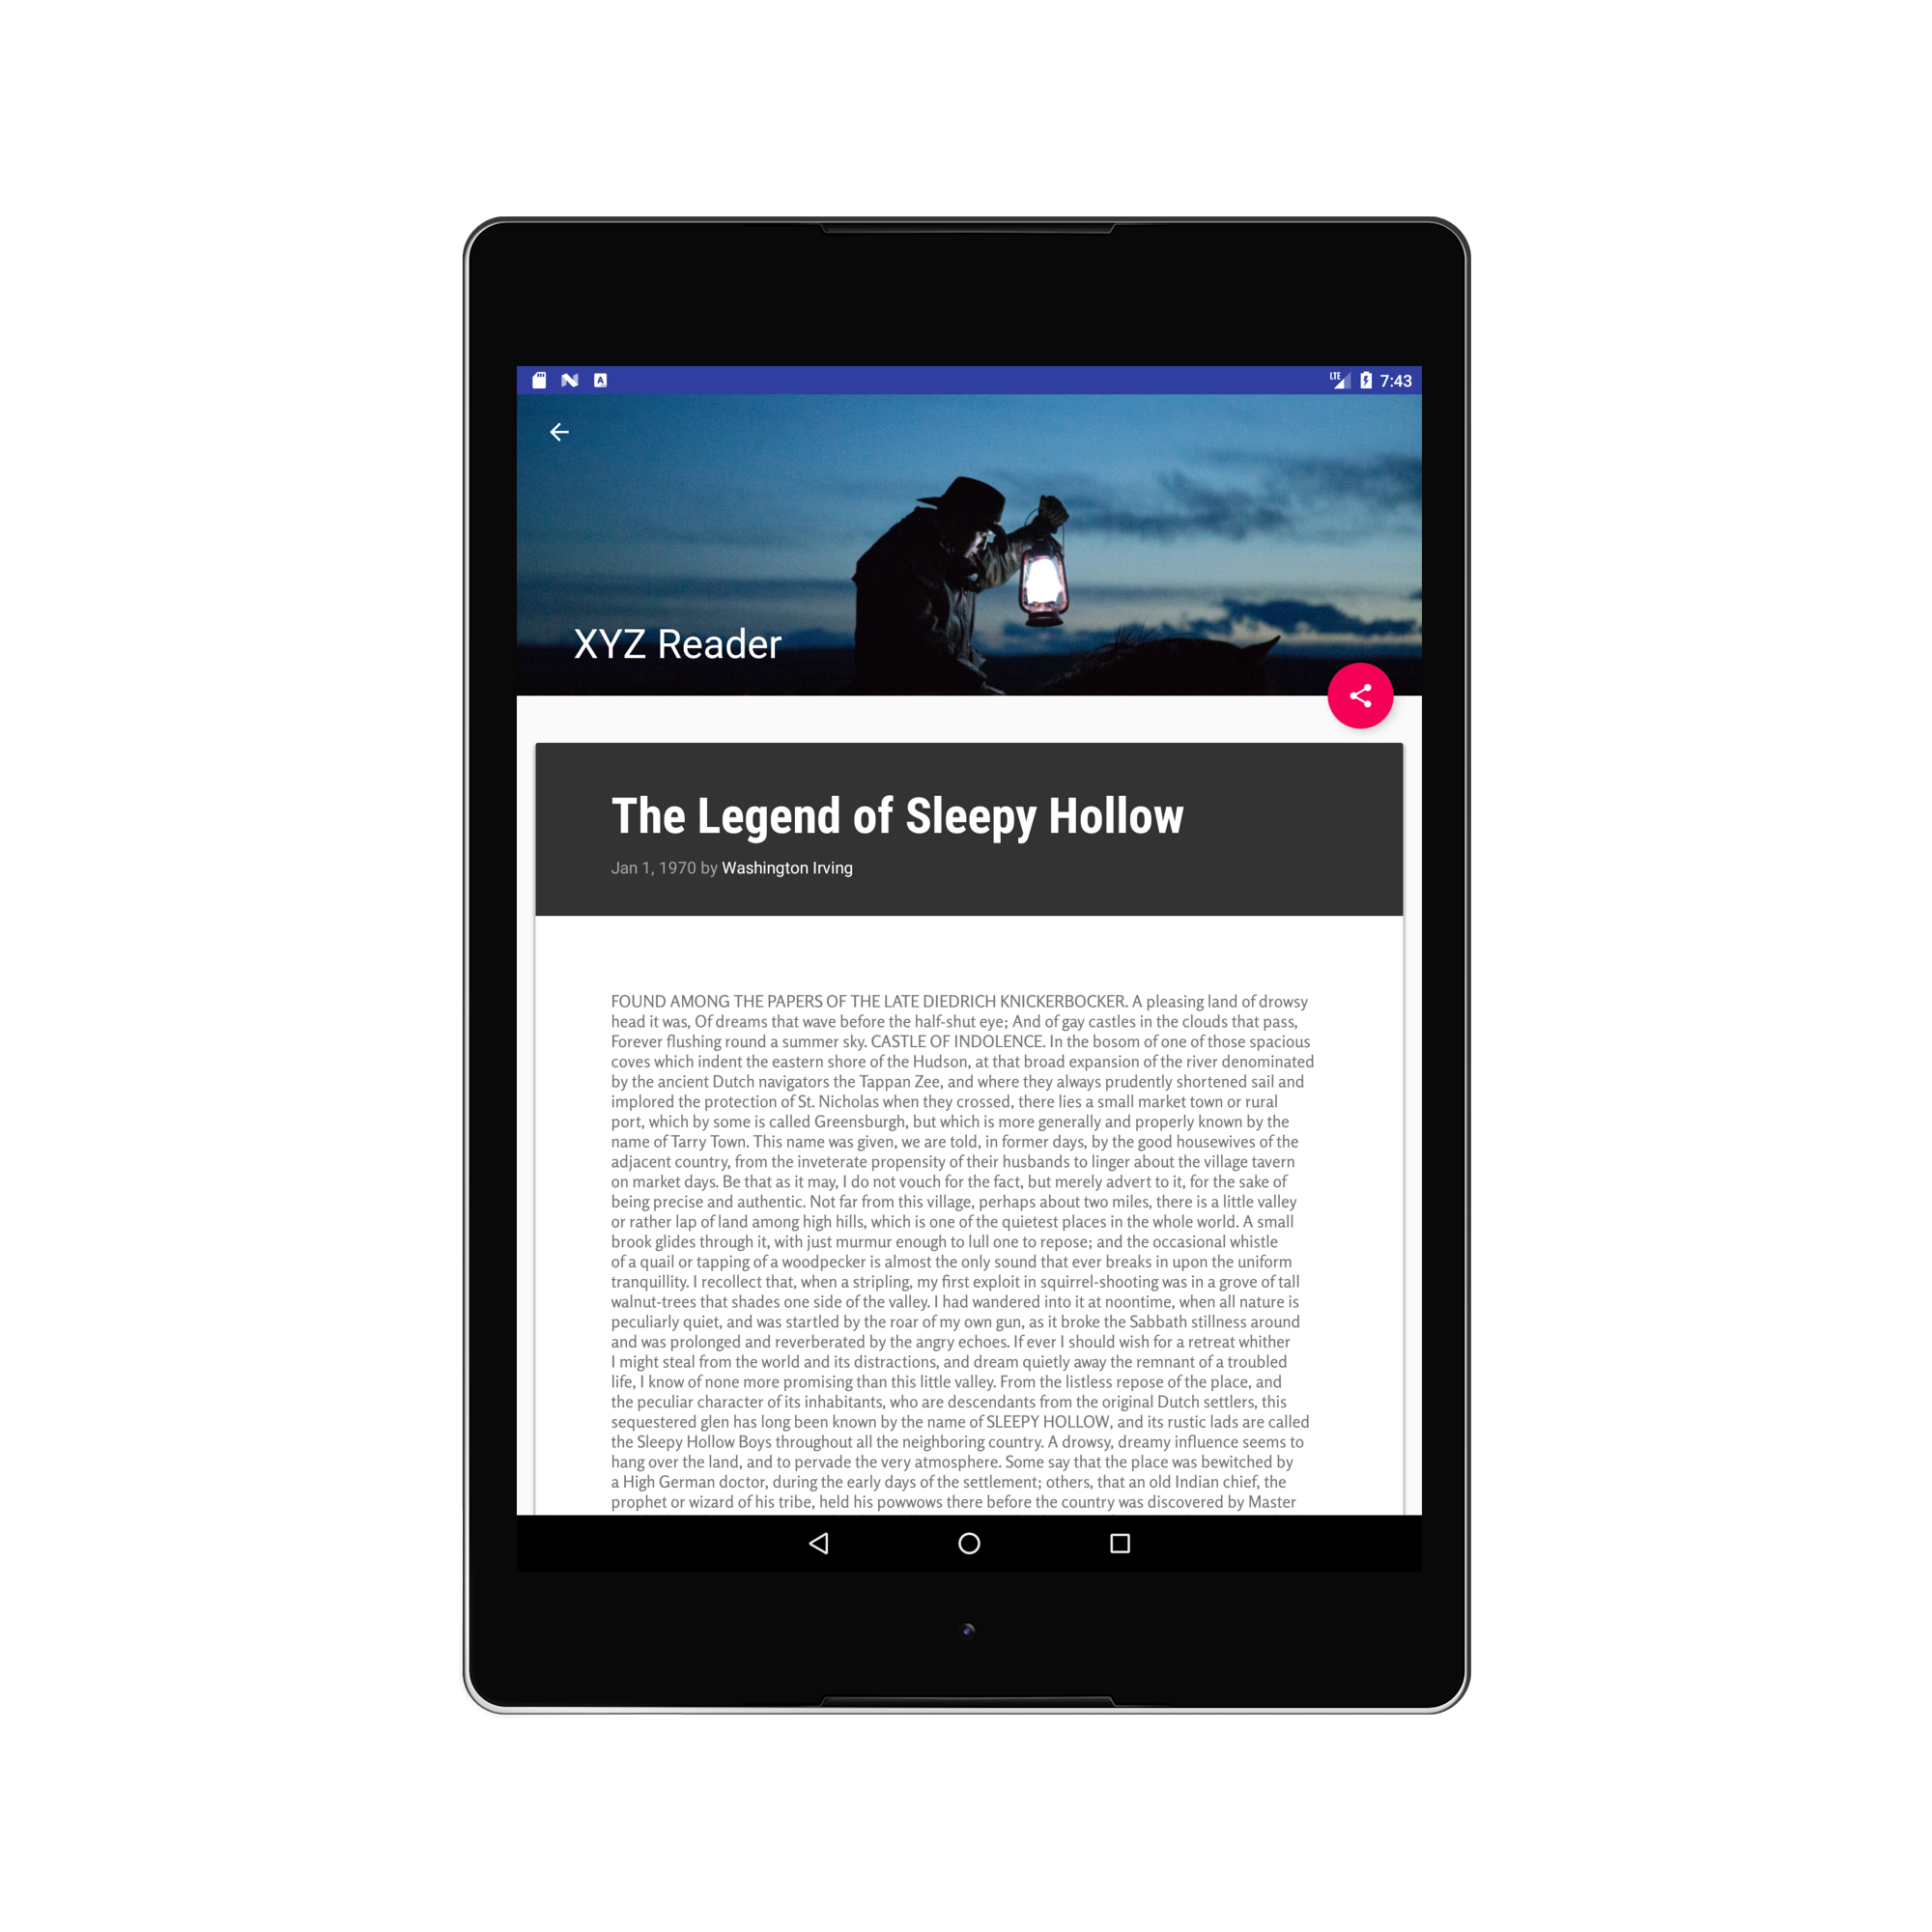 LTE 7:43
XYZ Reader
The Legend of Sleepy Hollow
Jan 1, 1970 by Washington Irving
FOUND AMONG THE PAPERS OF THE LATE DIEDRICH KNICKERBOCKER. A pleasing land of drowsy
head it was, Of dreams that wave before the half-shut eye; And of gay castles in the clouds that pass,
Forever flushing round a summer sky. CASTLE OF INDOLENCE. In the bosom of one of those spacious
coves which indent the eastern shore of the Hudson, at that broad expansion of the river denominated
by the ancient Dutch navigators the Tappan Zee, and where they always prudently shortened sail and
implored the protection of St. Nicholas when they crossed, there lies a small market town or rural
port, which by some is called Greensburgh, but which is more generally and properly known by the
name of Tarry Town. This name was given, we are told, in former days, by the good housewives of the
adjacent country, from the inveterate propensity of their husbands to linger about the village tavern
on market days. Be that as it may, I do not vouch for the fact, but merely advert to it, for the sake of
being precise and authentic. Not far from this village, perhaps about two miles, there is a little valley
or rather lap of land among high hills, which is one of the quietest places in the whole world. A small
brook glides through it, with just murmur enough to lull one to repose; and the occasional whistle
of a quail or tapping of a woodpecker is almost the only sound that ever breaks in upon the uniform
tranquillity. I recollect that, when a stripling, my first exploit in squirrel-shooting was in a grove of tall
walnut-trees that shades one side of the valley. I had wandered into it at noontime, when all nature is
peculiarly quiet, and was startled by the roar of my own gun, as it broke the Sabbath stillness around
and was prolonged and reverberated by the angry echoes. If ever I should wish for a retreat whither
I might steal from the world and its distractions, and dream quietly away the remnant of a troubled
life, I know of none more promising than this little valley. From the listless repose of the place, and
the peculiar character of its inhabitants, who are descendants from the original Dutch settlers, this
sequestered glen has long been known by the name of SLEEPY HOLLOW, and its rustic lads are called
the Sleepy Hollow Boys throughout all the neighboring country. A drowsy, dreamy influence seems to
hang over the land, and to pervade the very atmosphere. Some say that the place was bewitched by
a High German doctor, during the early days of the settlement; others, that an old Indian chief, the
prophet or wizard of his tribe, held his powwows there before the country was discovered by Master